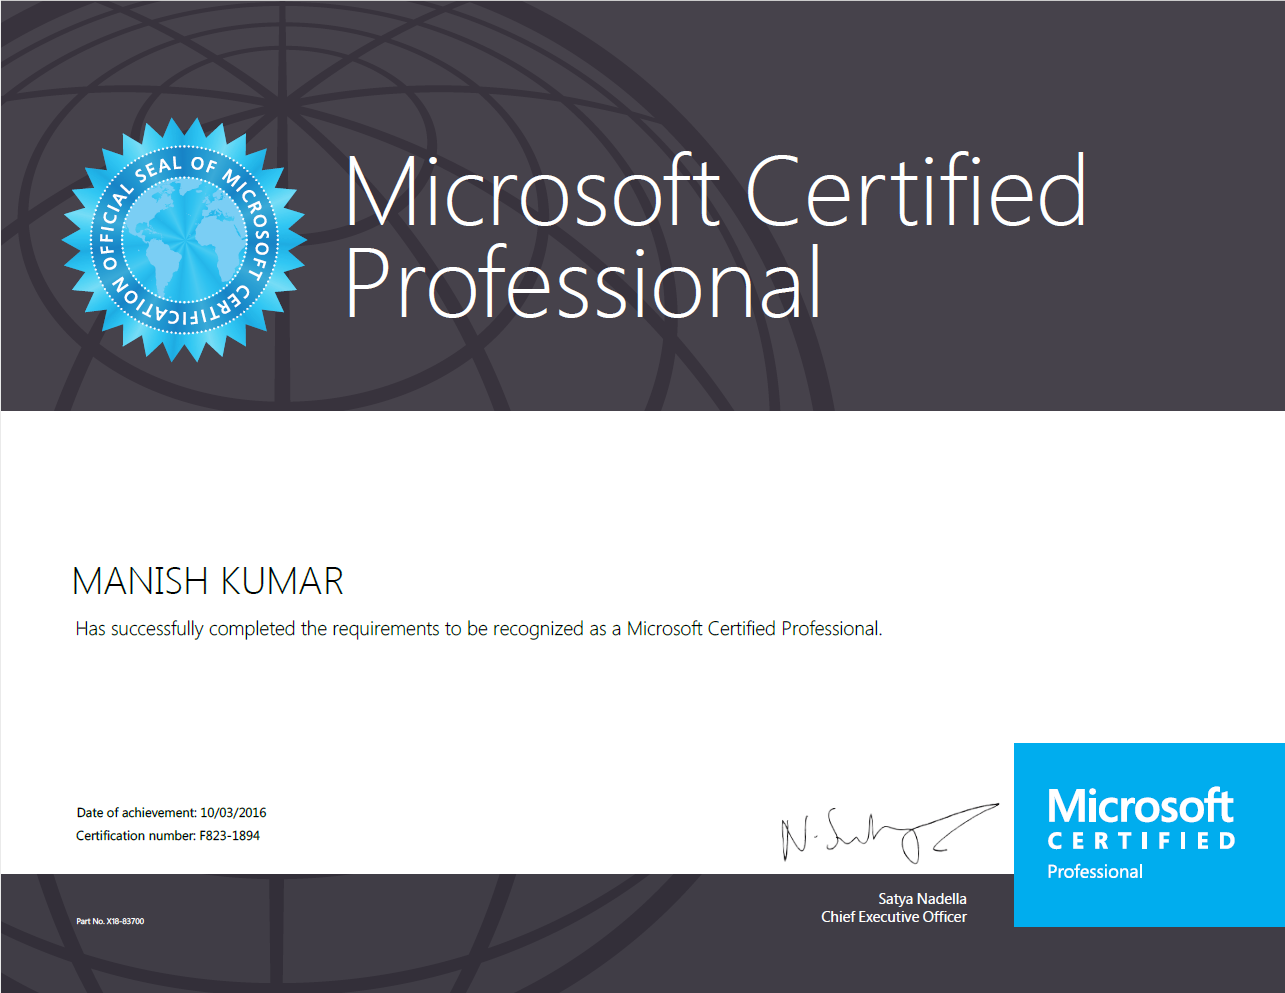 OFFICIAL SEAL OF MICROSOFT CERTIFICATION
Microsoft Certified
Professional
MANISH KUMAR
Has successfully completed the requirements to be recognized as a Microsoft Certified Professional.
Date of achievement: 10/03/2016
Certification number: F823-1894
N. Satya
Microsoft
CERTIFIED
Professional
Satya Nadella
Chief Executive Officer
Part No. X18-83700